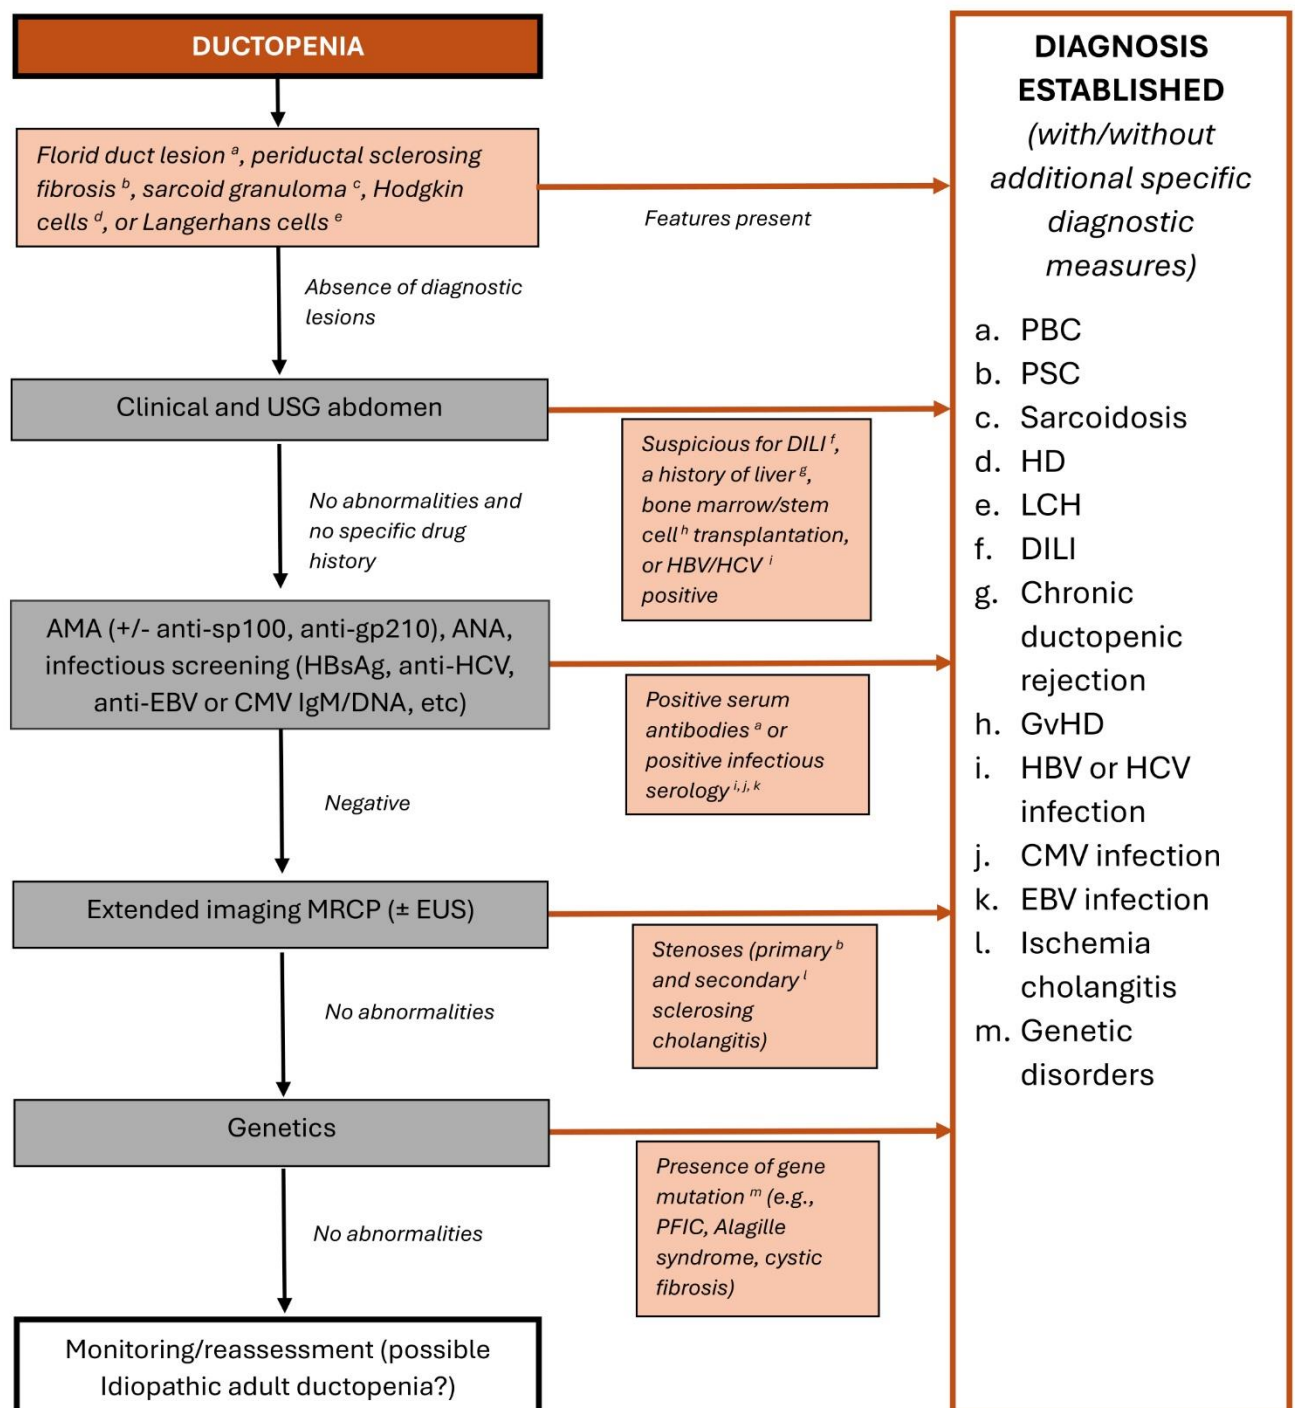 DUCTOPENIA
Florid duct lesion a, periductal sclerosing
fibrosis b, sarcoid granuloma c, Hodgkin
cells d, or Langerhans cells e
Features present
Absence of diagnostic
lesions
Clinical and USG abdomen
Suspicious for DILI f,
a history of liver g,
bone marrow/stem
cell h transplantation,
or HBV/HCV i
positive
No abnormalities and
no specific drug
history
AMA (+/- anti-sp100, anti-gp210), ANA,
infectious screening (HBsAg, anti-HCV,
anti-EBV or CMV IgM/DNA, etc)
Positive serum
antibodies a or
positive infectious
serology i, j, k
Negative
Extended imaging MRCP (± EUS)
Stenoses (primary b
and secondary l
sclerosing
cholangitis)
No abnormalities
Genetics
Presence of gene
mutation m (e.g.,
PFIC, Alagille
syndrome, cystic
fibrosis)
No abnormalities
Monitoring/reassessment (possible
Idiopathic adult ductopenia?)
DIAGNOSIS
ESTABLISHED
(with/without
additional specific
diagnostic
measures)
a. PBC
b. PSC
c. Sarcoidosis
d. HD
e. LCH
f. DILI
g. Chronic
ductopenic
rejection
h. GvHD
i. HBV or HCV
infection
j. CMV infection
k. EBV infection
l. Ischemia
cholangitis
m. Genetic
disorders